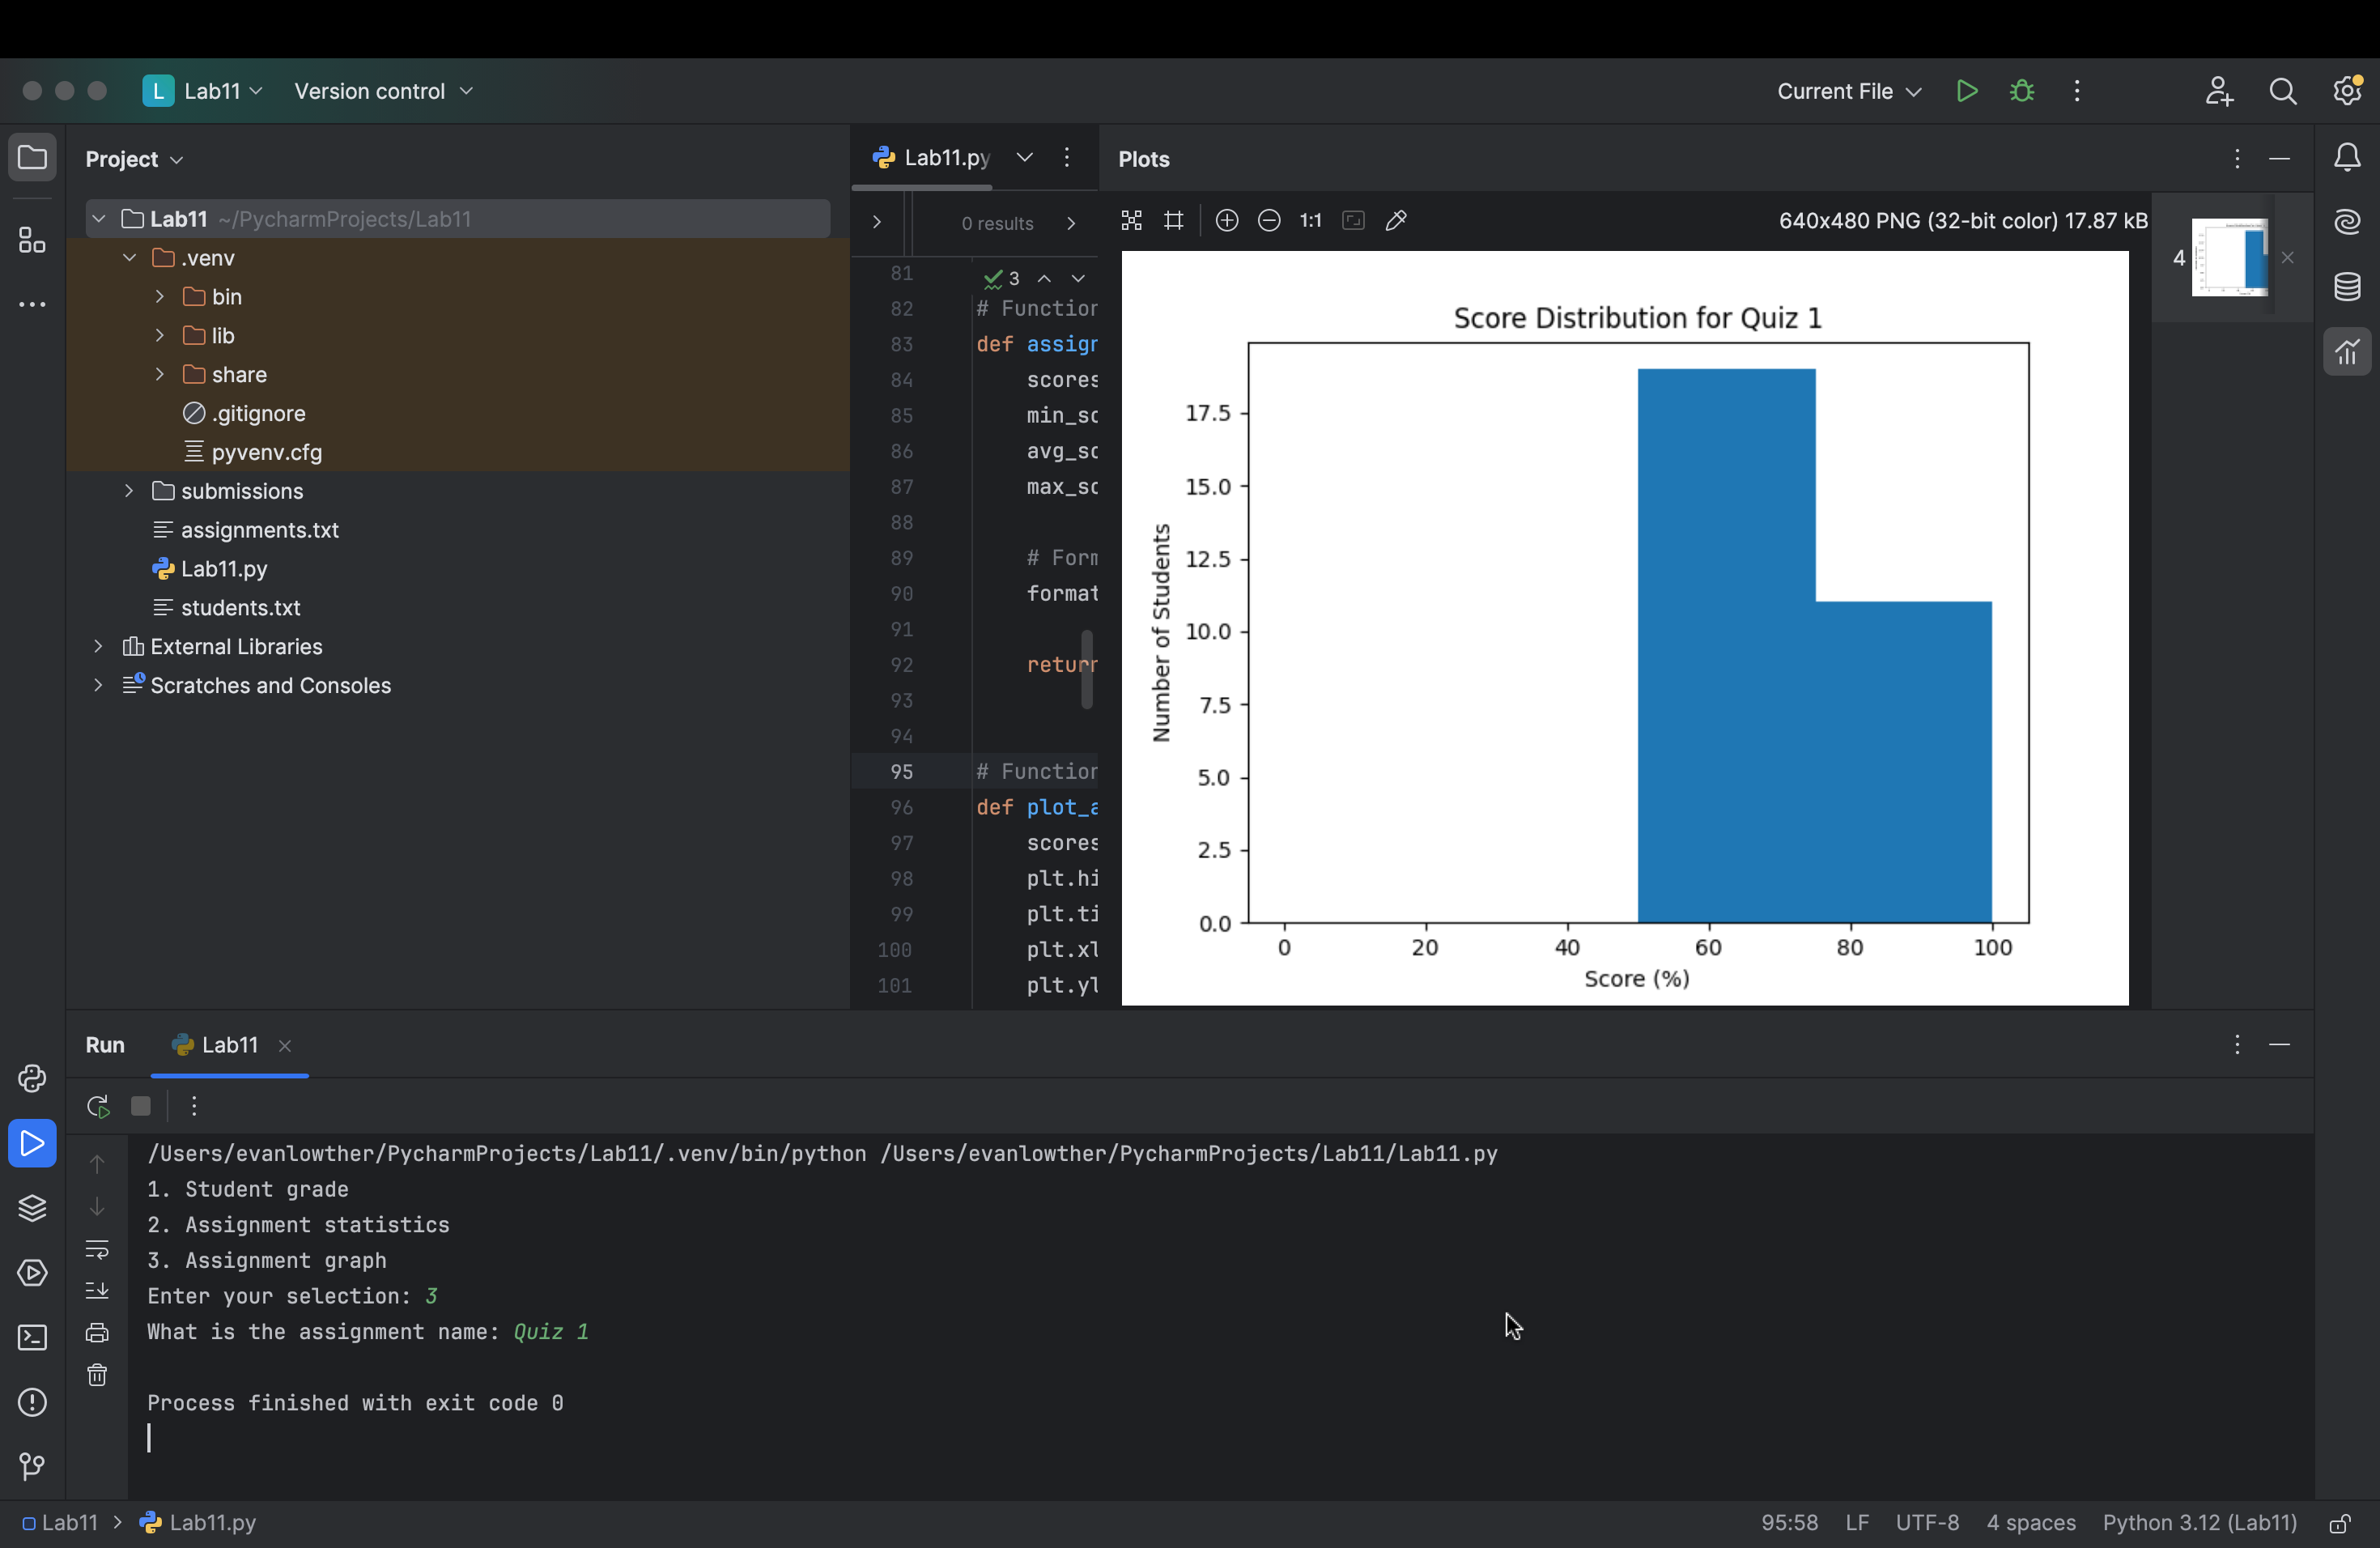 L Lab11 Version control Current File
Project
Lab11 ~/PycharmProjects/Lab11
.venv
bin
lib
share
.gitignore
pyvenv.cfg
submissions
assignments.txt
Lab11.py
students.txt
External Libraries
Scratches and Consoles
Lab11.py
0 results
3
81
82 # Function
83 def assign
84 scores
85 min_sc
86 avg_sc
87 max_sc
88
89 # Form
90 format
91
92 return
93
94
95 # Function
96 def plot_a
97 scores
98 plt.hi
99 plt.ti
100 plt.xl
101 plt.yl
Plots
1:1 640x480 PNG (32-bit color) 17.87 kB
4
Score Distribution for Quiz 1
Number of Students
17.5
15.0
12.5
10.0
7.5
5.0
2.5
0.0
0 20 40 60 80 100
Score (%)
Run Lab11
/Users/evanlowther/PycharmProjects/Lab11/.venv/bin/python /Users/evanlowther/PycharmProjects/Lab11/Lab11.py
1. Student grade
2. Assignment statistics
3. Assignment graph
Enter your selection: 3
What is the assignment name: Quiz 1
Process finished with exit code 0
Lab11 > Lab11.py 95:58 LF UTF-8 4 spaces Python 3.12 (Lab11)